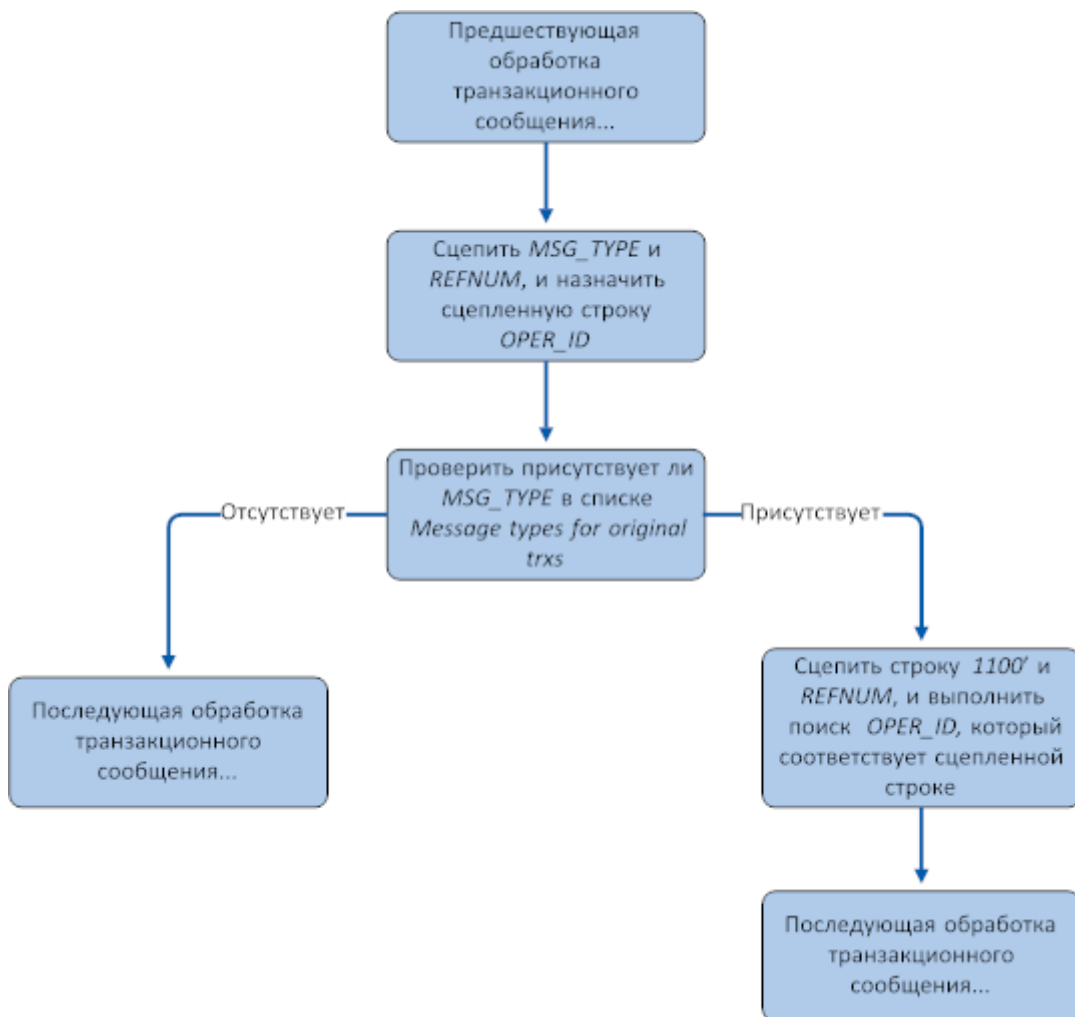 Предшествующая
обработка
транзакционного
сообщения...
Сцепить MSG_TYPE и
REFNUM, и назначить
сцепленную строку
OPER_ID
Проверить присутствует ли
MSG_TYPE в списке
Message types for original
trxs
Отсутствует
Присутствует
Последующая обработка
транзакционного
сообщения...
Сцепить строку 1100' и
REFNUM, и выполнить
поиск OPER_ID, который
соответствует сцепленной
строке
Последующая обработка
транзакционного
сообщения...